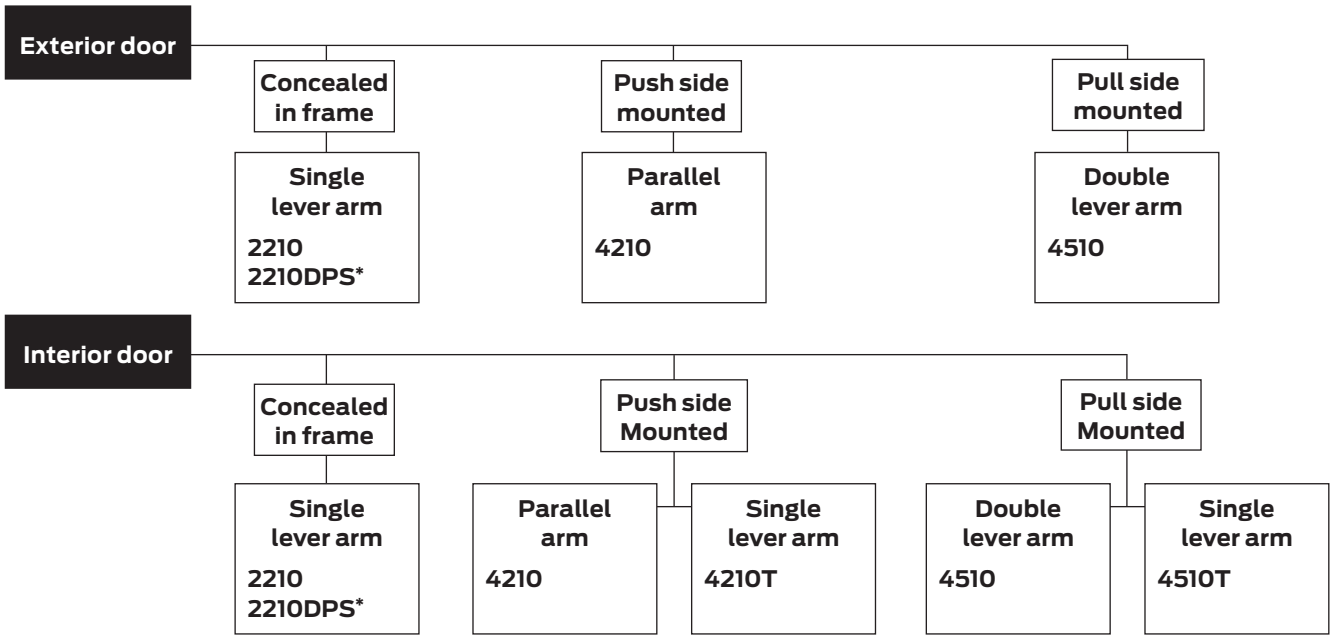 Exterior door
Concealed
in frame
Push side
mounted
Pull side
mounted
Single
lever arm
2210
2210DPS*
Parallel
arm
4210
Double
lever arm
4510
Interior door
Concealed
in frame
Push side
Mounted
Pull side
Mounted
Single
lever arm
2210
2210DPS*
Parallel
arm
4210
Single
lever arm
4210T
Double
lever arm
4510
Single
lever arm
4510T